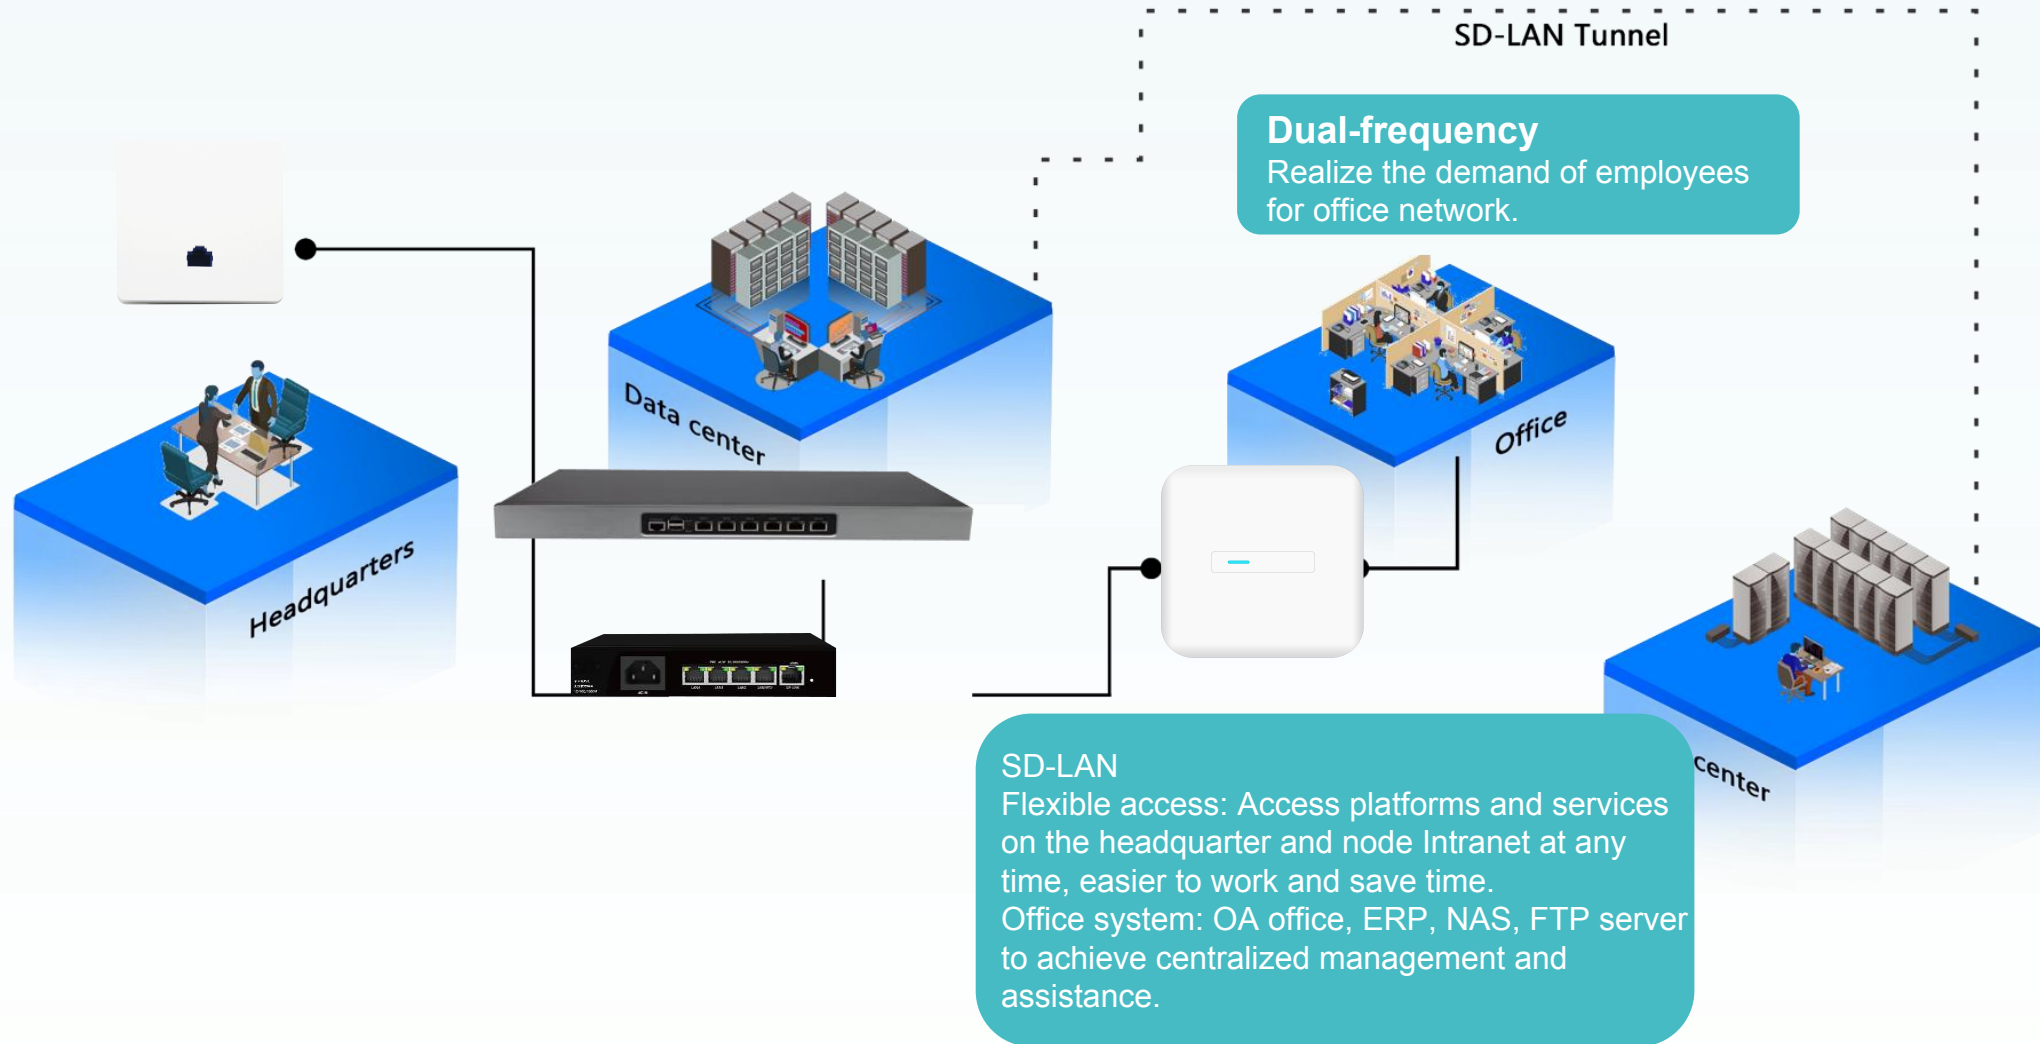 SD-LAN Tunnel
Dual-frequency
Realize the demand of employees
for office network.
Data center
Office
Headquarters
center
SD-LAN
Flexible access: Access platforms and services
on the headquarter and node Intranet at any
time, easier to work and save time.
Office system: OA office, ERP, NAS, FTP server
to achieve centralized management and
assistance.